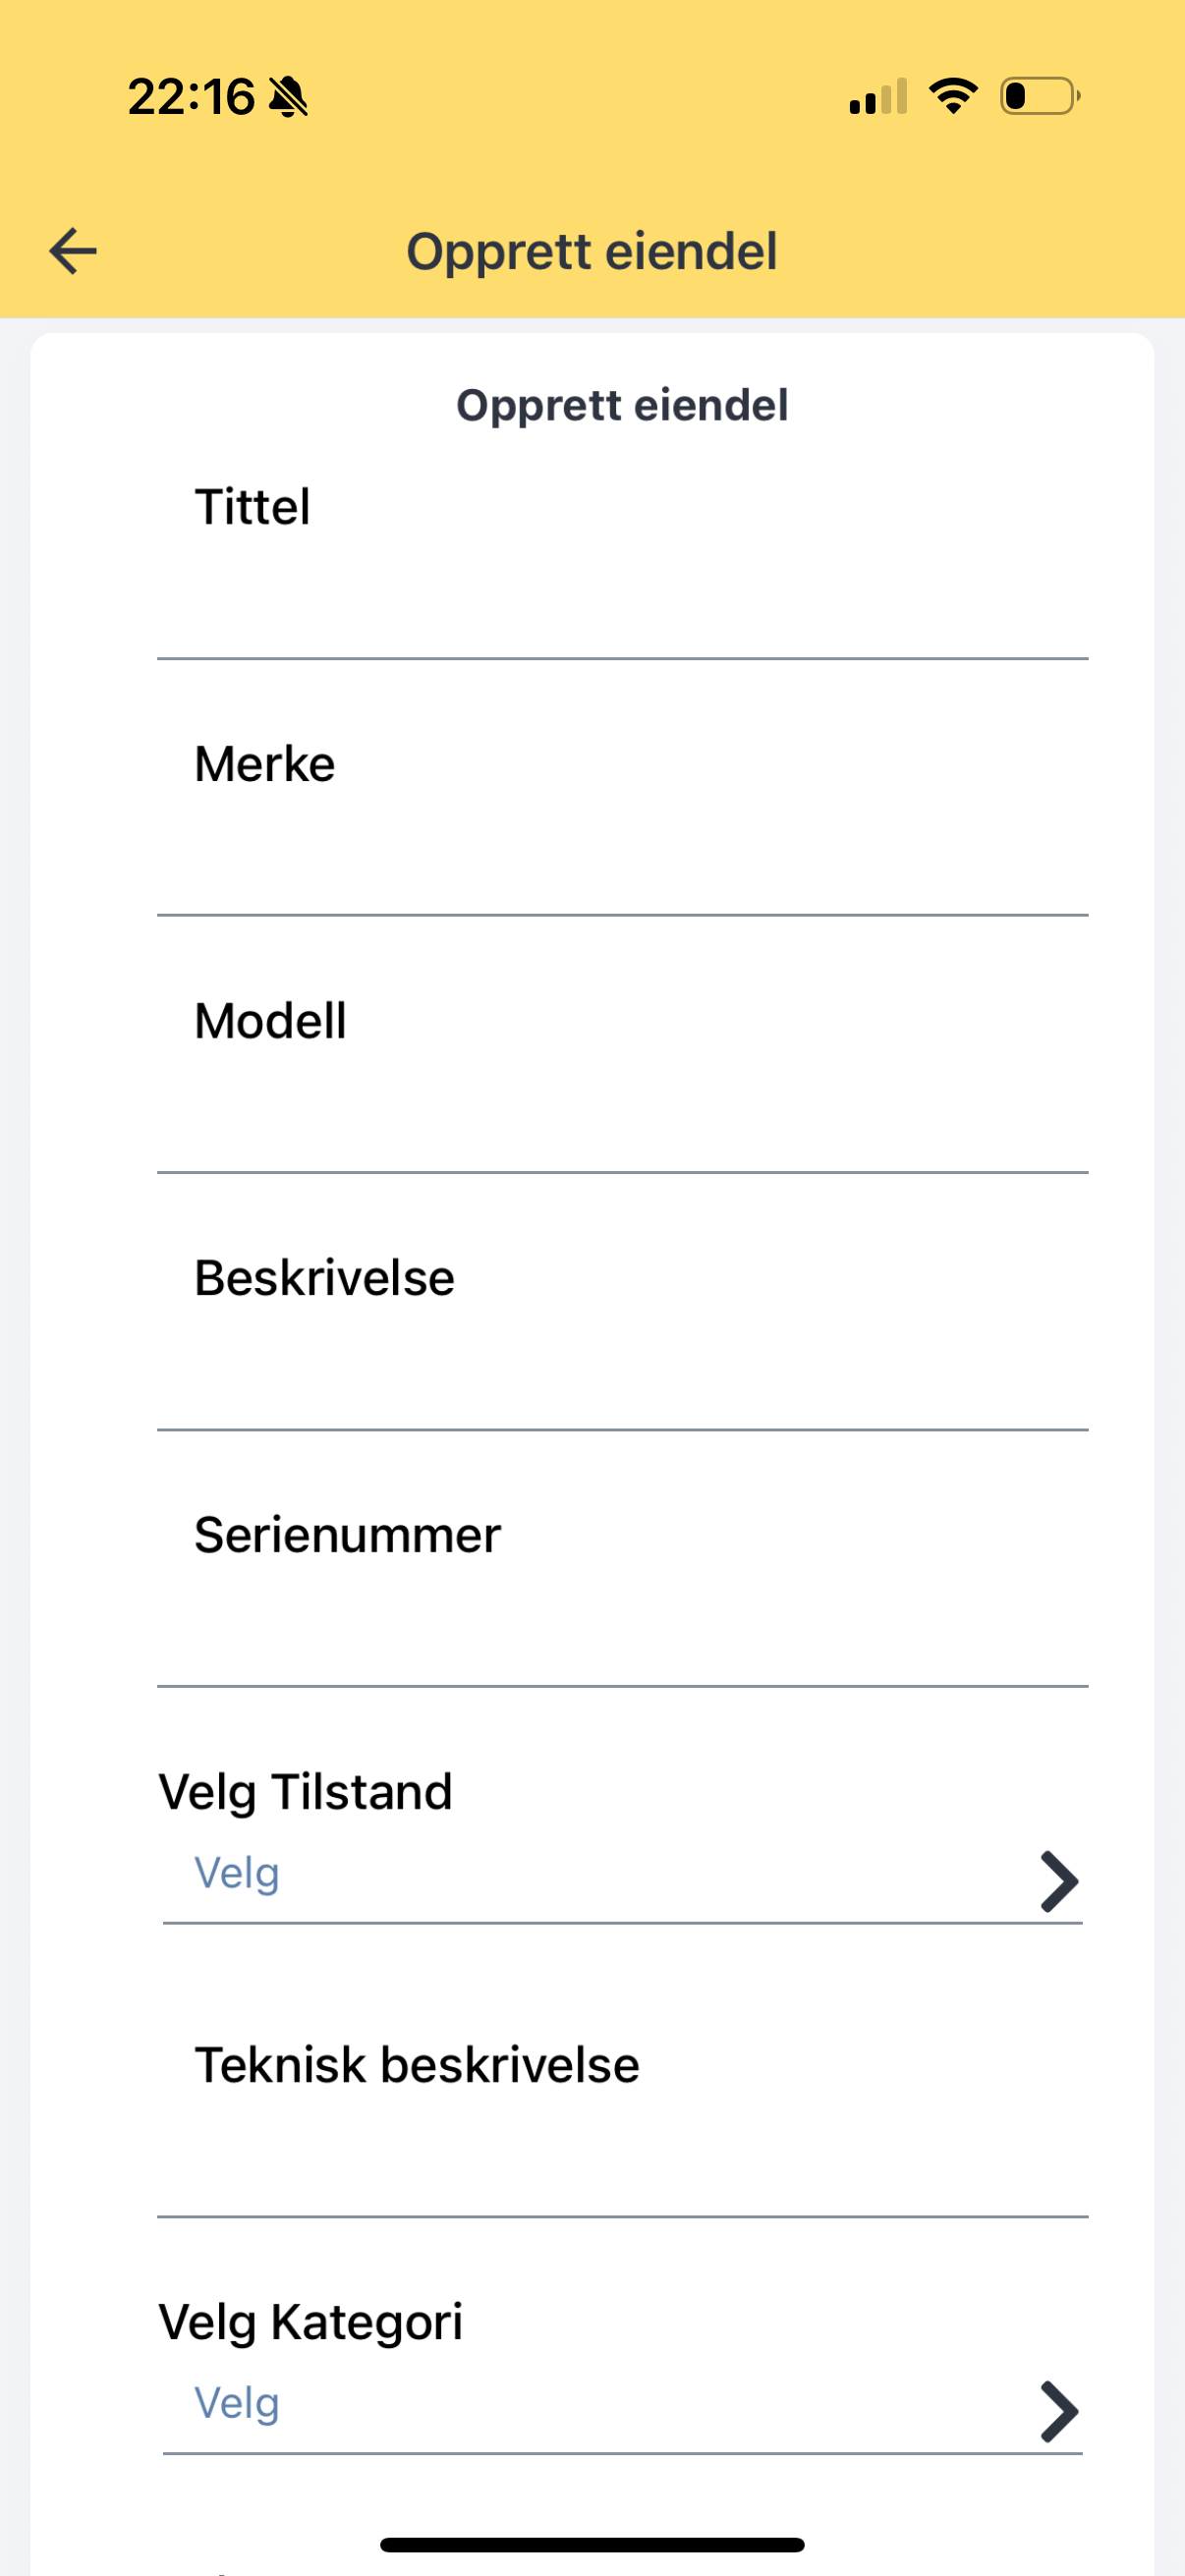 22:16
Opprett eiendel
Opprett eiendel
Tittel
Merke
Modell
Beskrivelse
Serienummer
Velg Tilstand
Velg
Teknisk beskrivelse
Velg Kategori
Velg